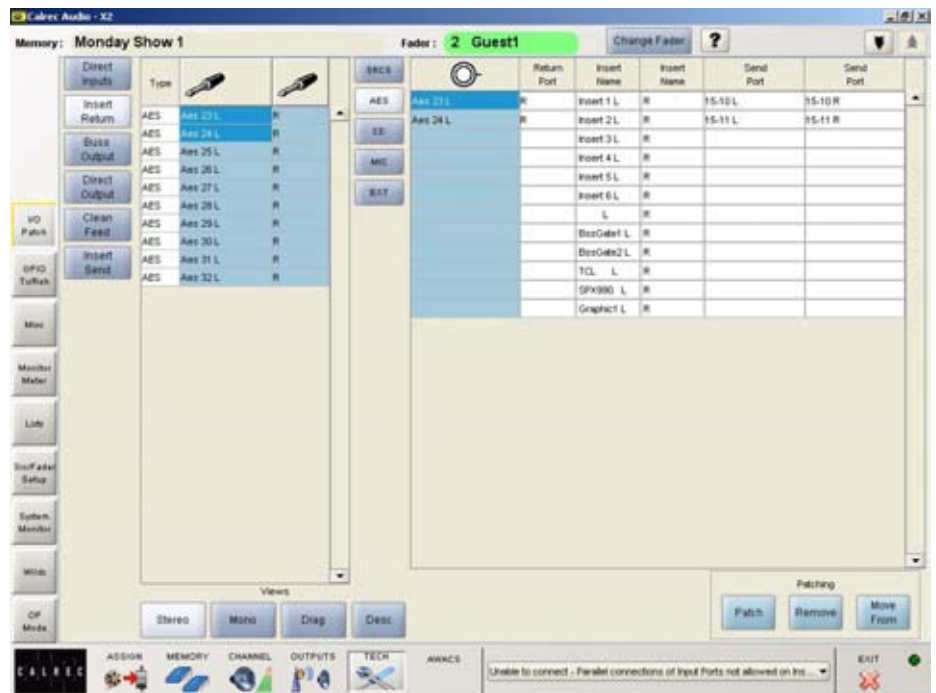 Calrec Audio - X2
Memory: Monday Show 1 Fader: 2 Guest1 Change Fader ?
Direct Inputs
Insert Return
Buss Output
Direct Output
Clean Feed
Insert Send
I/O Patch
GPIO
Misc
Monitor Meter
Lists
Setup
System Monitor
Wilds
OP Mode
Type
AES Aes 23 L R
AES Aes 24 L R
AES Aes 25 L R
AES Aes 26 L R
AES Aes 27 L R
AES Aes 28 L R
AES Aes 29 L R
AES Aes 30 L R
AES Aes 31 L R
AES Aes 32 L R
SRCS
AES
MIC
EXT
Return Port Insert Name Insert Name Send Port Send Port
Aes 23 L R Insert 1 L R 15-10 L 15-10 R
Aes 24 L R Insert 2 L R 15-11 L 15-11 R
Insert 3 L R
Insert 4 L R
Insert 5 L R
Insert 6 L R
L R
BssGate1 L R
BssGate2 L R
TCL L R
SPX990 L R
Graphic1 L R
Views
Stereo Mono Diag Desc
Patching
Patch Remove Move From
CALREC ASSIGN MEMORY CHANNEL OUTPUTS TECH AWACS
Unable to connect - Parallel connections of Input Ports not allowed on Ins...
EXIT